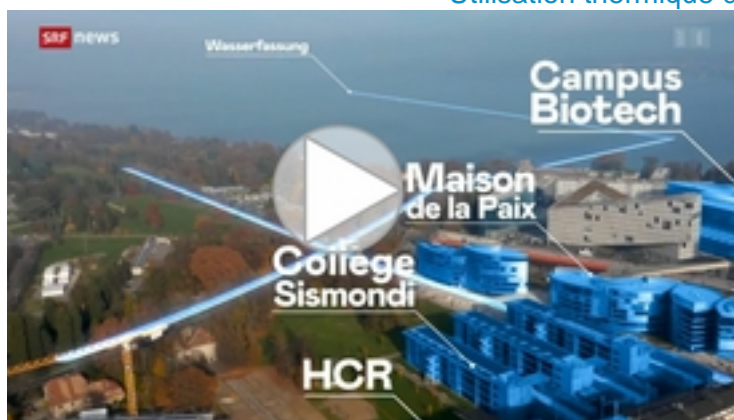 Utilisation thermique
SRF news
Wasserfassung
Campus
Biotech
Maison
de la Paix
Collège
Sismondi
HCR